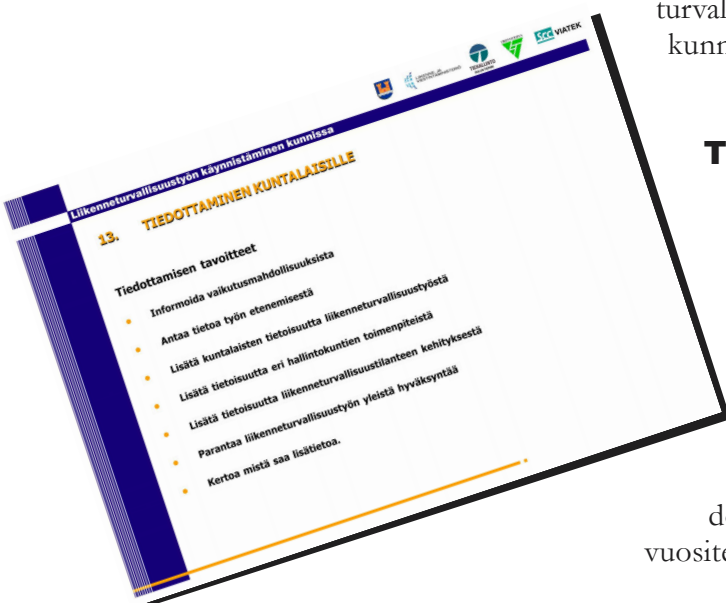 turval
kunn
T
SCC VIATEK
Liikenneturvallisuustyön käynnistäminen kunnissa
13. TIEDOTTAMINEN KUNTALAISILLE
Tiedottamisen tavoitteet
• Informoida vaikutusmahdollisuuksista
• Antaa tietoa työn etenemisestä
• Lisätä kuntalaisten tietoisuutta liikenneturvallisuustyöstä
• Lisätä tietoisuutta eri hallintokuntien toimenpiteistä
• Lisätä tietoisuutta liikenneturvallisuustilanteen kehityksestä
• Parantaa liikenneturvallisuustyön yleistä hyväksyntää
• Kertoa mistä saa lisätietoa.
de
vuosite